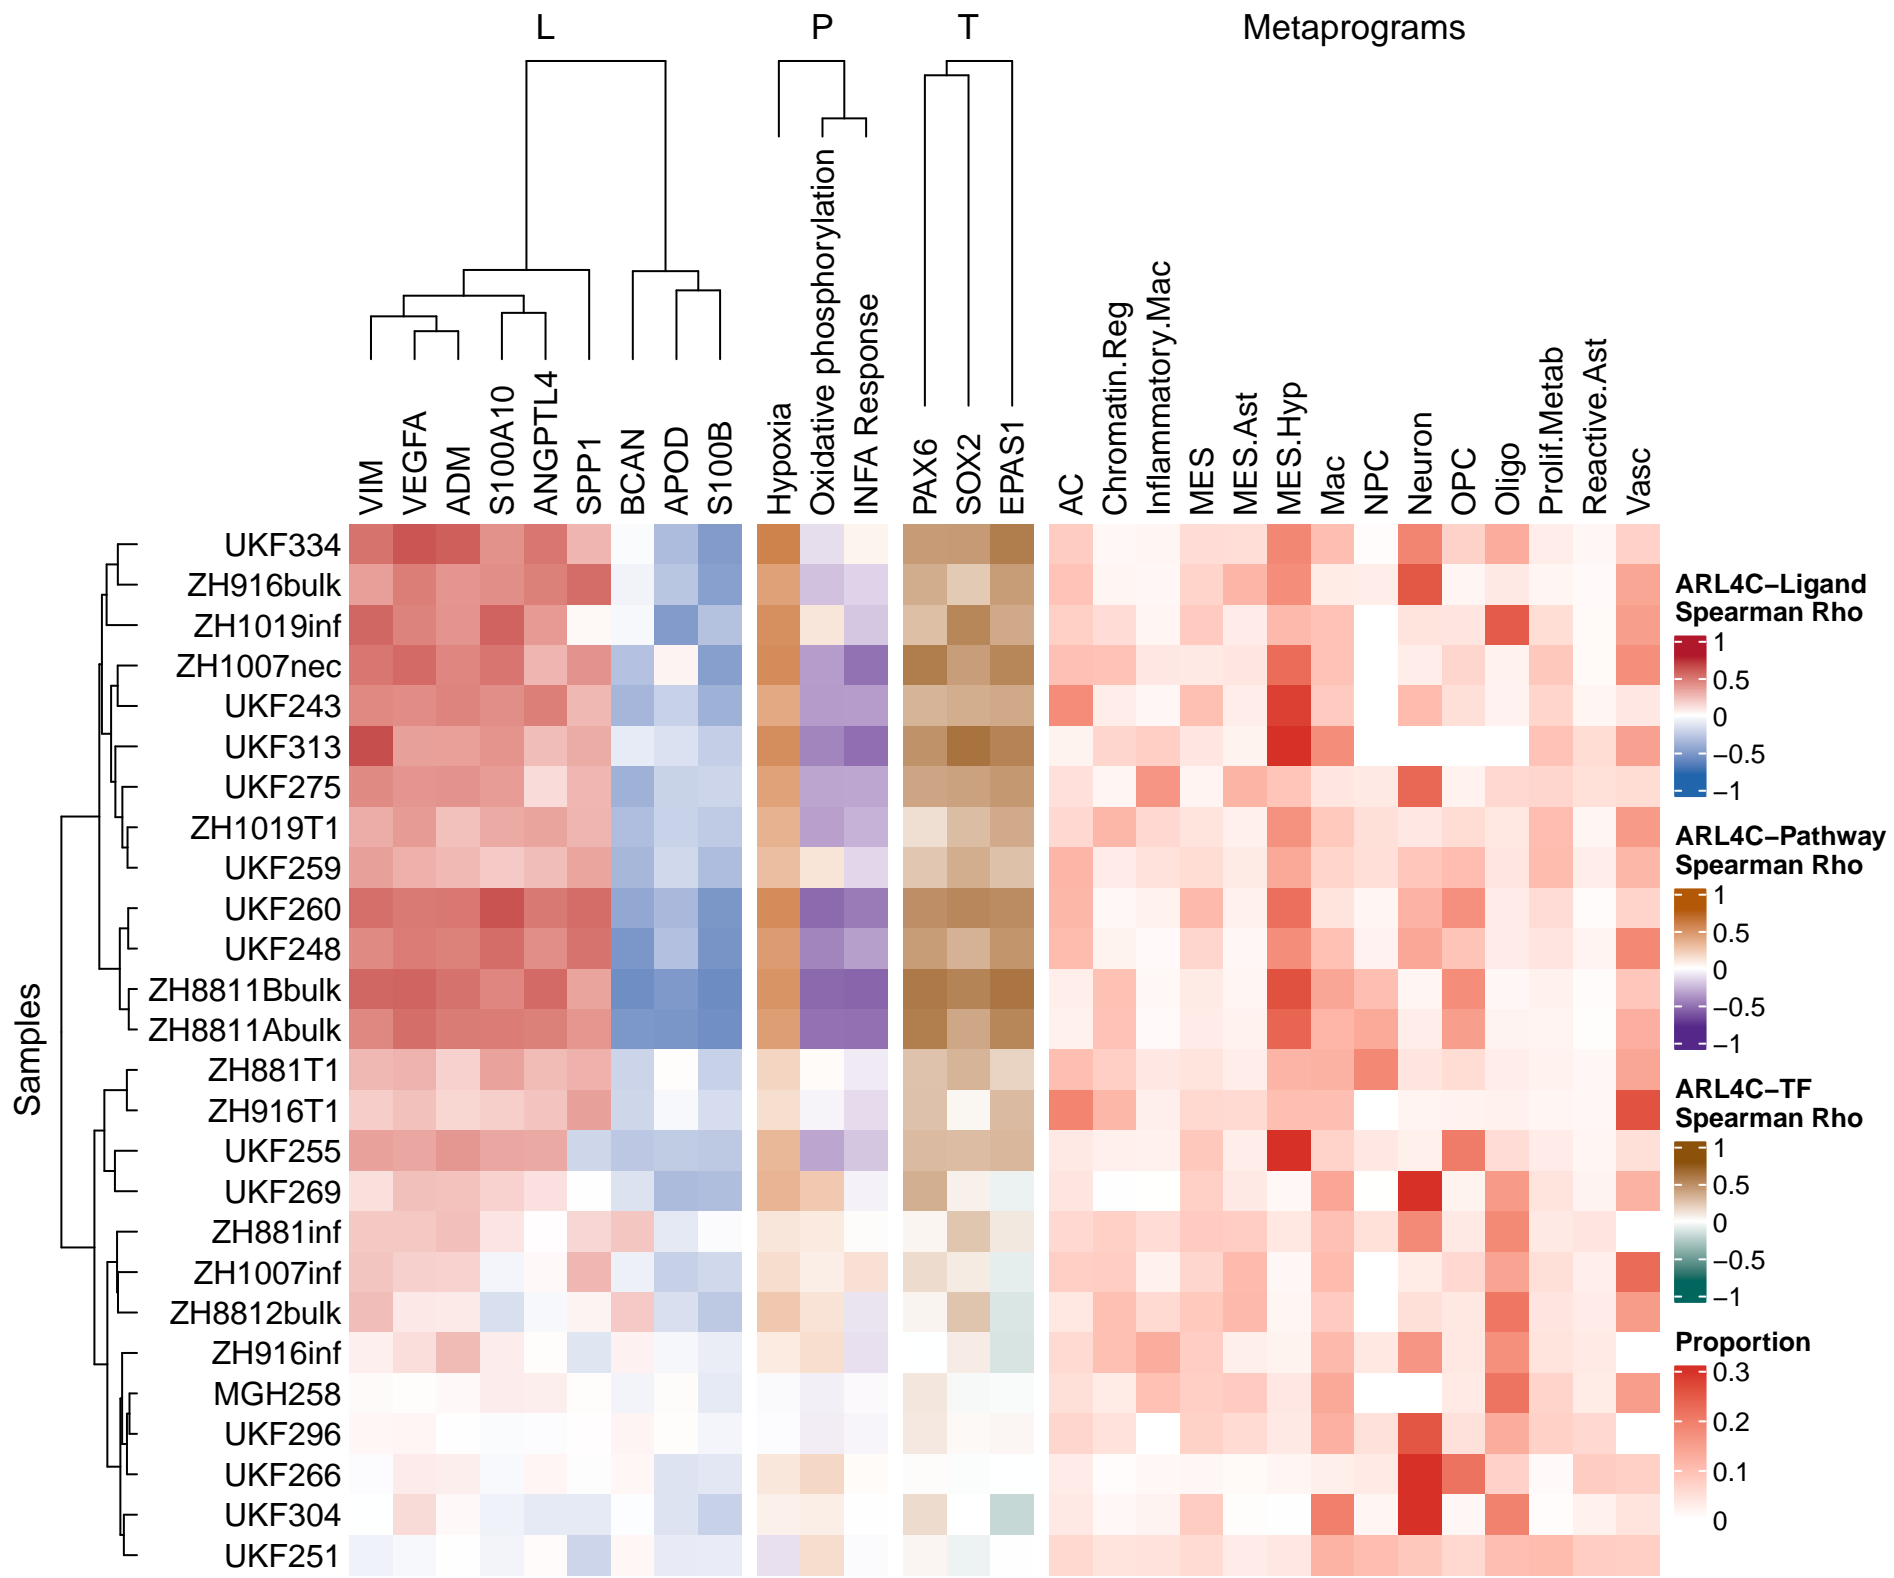 L P T Metaprograms
VIM
VEGFA
ADM
S100A10
ANGPTL4
SPP1
BCAN
APOD
S100B
Hypoxia
Oxidative phosphorylation
INFA Response
PAX6
SOX2
EPAS1
AC
Chromatin.Reg
Inflammatory.Mac
MES
MES.Ast
MES.Hyp
Mac
NPC
Neuron
OPC
Oligo
Prolif.Metab
Reactive.Ast
Vasc
Samples
UKF334
ZH916bulk
ZH1019inf
ZH1007nec
UKF243
UKF313
UKF275
ZH1019T1
UKF259
UKF260
UKF248
ZH8811Bbulk
ZH8811Abulk
ZH881T1
ZH916T1
UKF255
UKF269
ZH881inf
ZH1007inf
ZH8812bulk
ZH916inf
MGH258
UKF296
UKF266
UKF304
UKF251
ARL4C−Ligand
Spearman Rho
1
0.5
0
−0.5
−1
ARL4C−Pathway
Spearman Rho
1
0.5
0
−0.5
−1
ARL4C−TF
Spearman Rho
1
0.5
0
−0.5
−1
Proportion
0.3
0.2
0.1
0